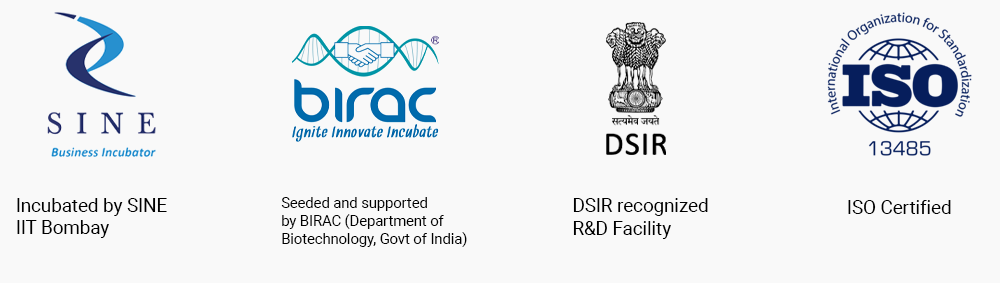 SINE
Business Incubator
Incubated by SINE
IIT Bombay
®
birac
Ignite Innovate Incubate
Seeded and supported
by BIRAC (Department of
Biotechnology, Govt of India)
सत्यमेव जयते
DSIR
DSIR recognized
R&D Facility
International Organization for Standardization
ISO
13485
ISO Certified